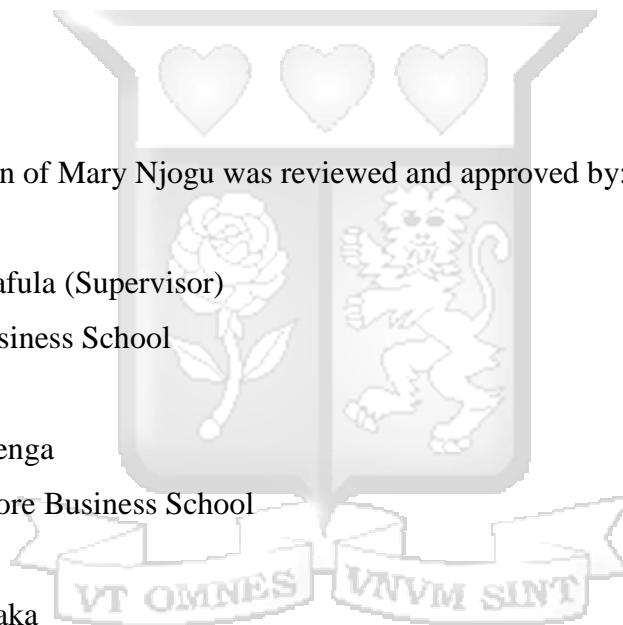 n of Mary Njogu was reviewed and approved by:
afula (Supervisor)
siness School
enga
ore Business School
VT OMNES VNVM SINT
aka